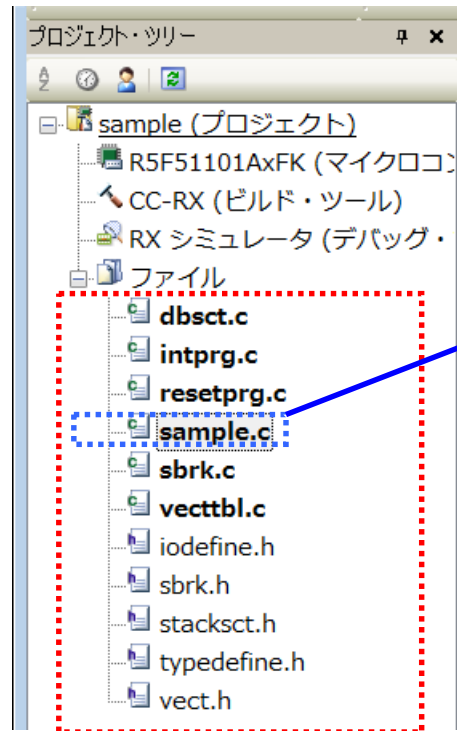 プロジェクト・ツリー
sample (プロジェクト)
R5F51101AxFK (マイクロコン
CC-RX (ビルド・ツール)
RX シミュレータ (デバッグ・
ファイル
dbsct.c
intprg.c
resetprg.c
sample.c
sbrk.c
vecttbl.c
iodefine.h
sbrk.h
stacksct.h
typedefine.h
vect.h